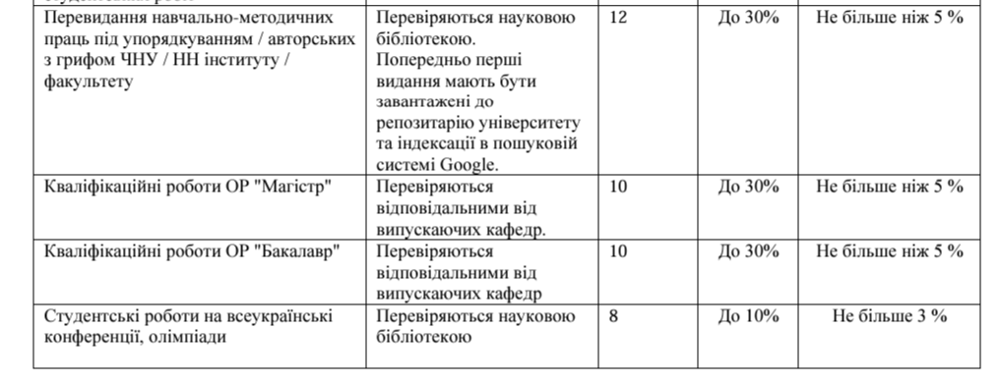 Перевидання навчально-методичних
праць під упорядкуванням / авторських
з грифом ЧНУ / НН інституту /
факультету
Перевіряються науковою
бібліотекою.
Попередньо перші
видання мають бути
завантажені до
репозитарію університету
та індексації в пошуковій
системі Google.
12
До 30%
Не більше ніж 5 %
Кваліфікаційні роботи ОР "Магістр"
Перевіряються
відповідальними від
випускаючих кафедр.
10
До 30%
Не більше ніж 5 %
Кваліфікаційні роботи ОР "Бакалавр"
Перевіряються
відповідальними від
випускаючих кафедр
10
До 30%
Не більше ніж 5 %
Студентські роботи на всеукраїнські
конференції, олімпіади
Перевіряються науковою
бібліотекою
8
До 10%
Не більше 3 %